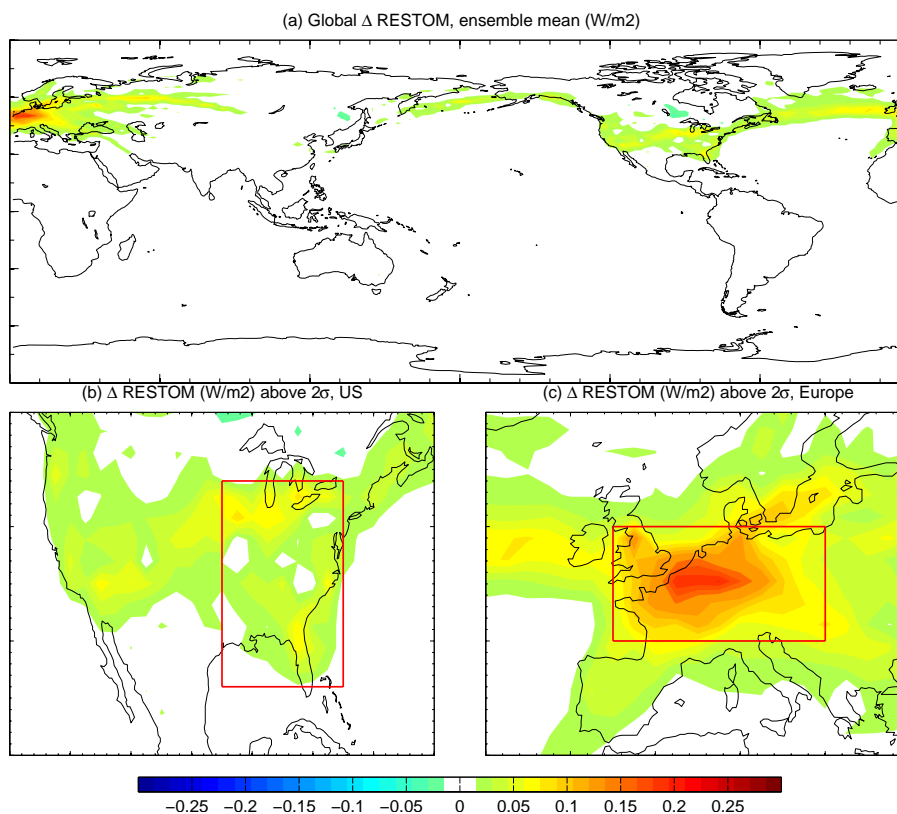 (a) Global Δ RESTOM, ensemble mean (W/m2)
(b) Δ RESTOM (W/m2) above 2σ, US
(c) Δ RESTOM (W/m2) above 2σ, Europe
−0.25 −0.2 −0.15 −0.1 −0.05 0 0.05 0.1 0.15 0.2 0.25